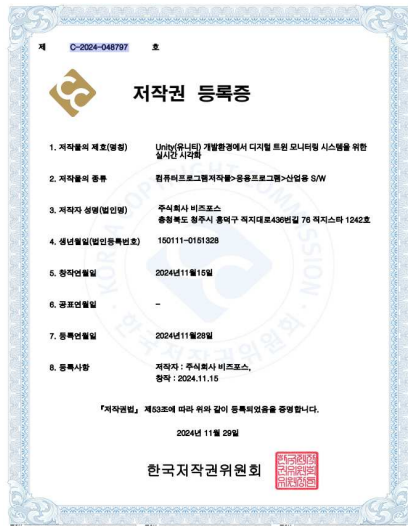 제 C-2024-048797 호
저작권 등록증
1. 저작물의 제호(명칭) Unity(유니티) 개발환경에서 디지털 트윈 모니터링 시스템을 위한
실시간 시각화
2. 저작물의 종류 컴퓨터프로그램저작물>응용프로그램>산업용 S/W
3. 저작자 성명(법인명) 주식회사 비즈포스
충청북도 청주시 흥덕구 직지대로436번길 76 직지스타 1242호
4. 생년월일(법인등록번호) 150111-0151328
5. 창작연월일 2024년11월15일
6. 공표연월일 –
7. 등록연월일 2024년11월28일
8. 등록사항 저작자 : 주식회사 비즈포스,
창작 : 2024.11.15
『저작권법』 제53조에 따라 위와 같이 등록되었음을 증명합니다.
2024년 11월 29일
한국저작권위원회
KOREA COPYRIGHT COMMISSION
한국저작권위원회